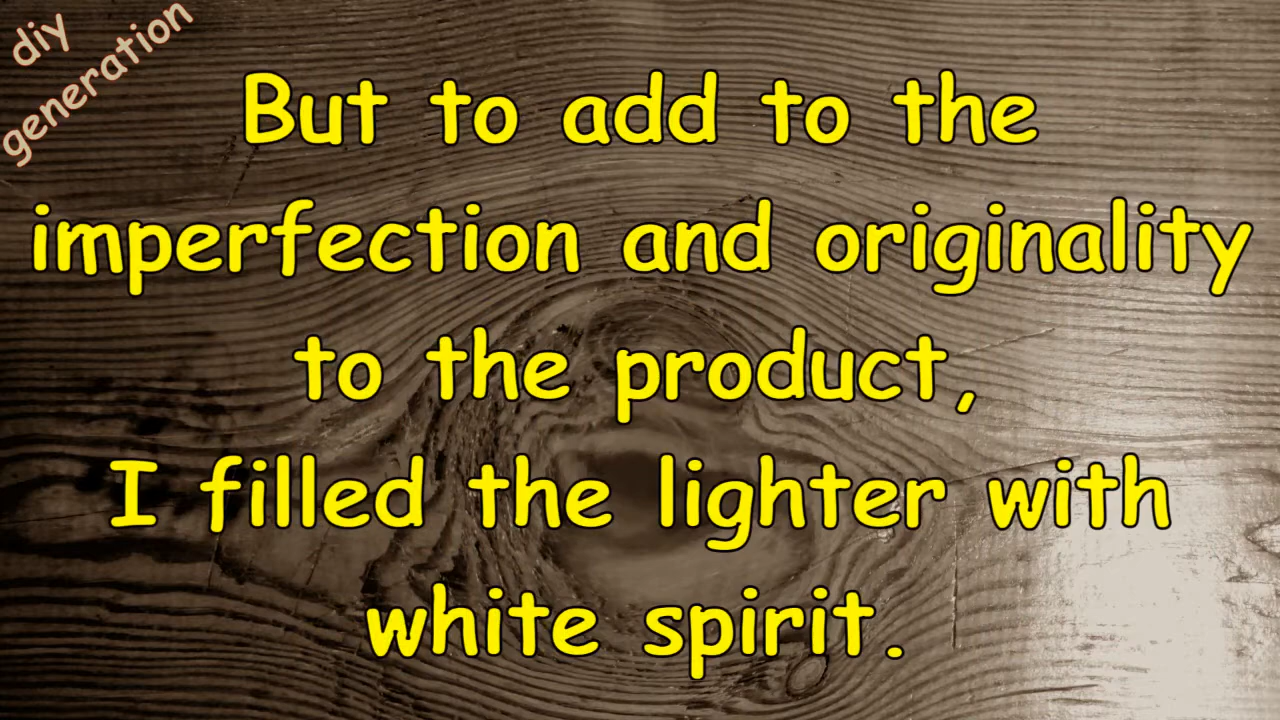 diy
generation
But to add to the
imperfection and originality
to the product,
I filled the lighter with
white spirit.